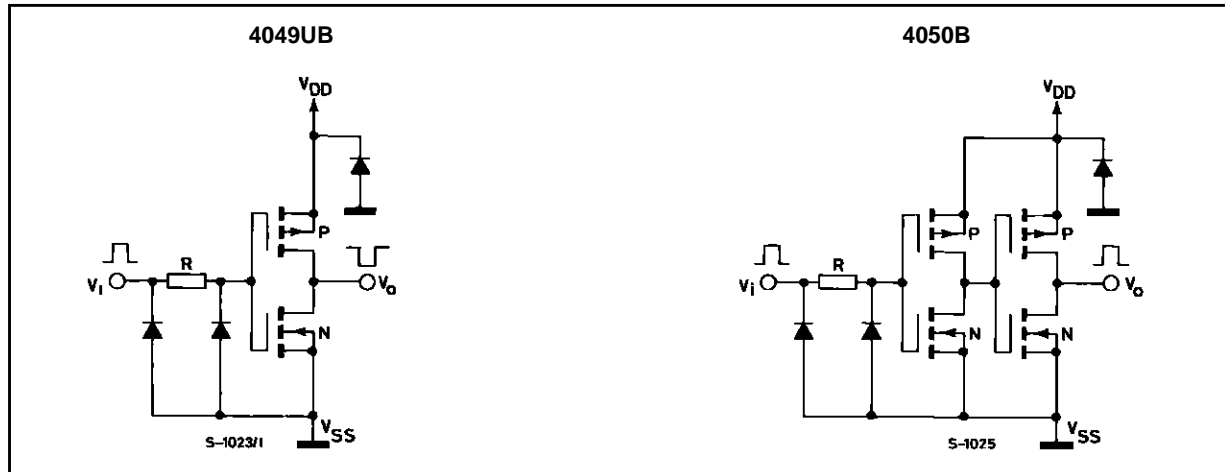 4049UB
VDD
P
R
VI
Vo
N
VSS
S-1023/1
4050B
VDD
P
P
R
Vi
Vo
N
N
VSS
S-1025